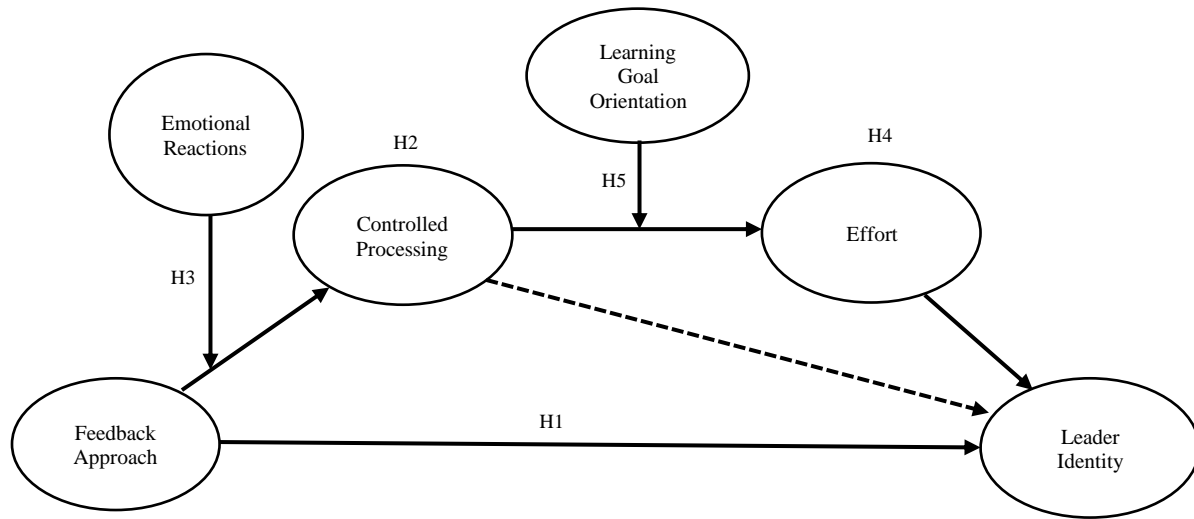 Learning
Goal
Orientation
Emotional
Reactions
H2
H4
H5
Controlled
Processing
Effort
H3
H1
Feedback
Approach
Leader
Identity